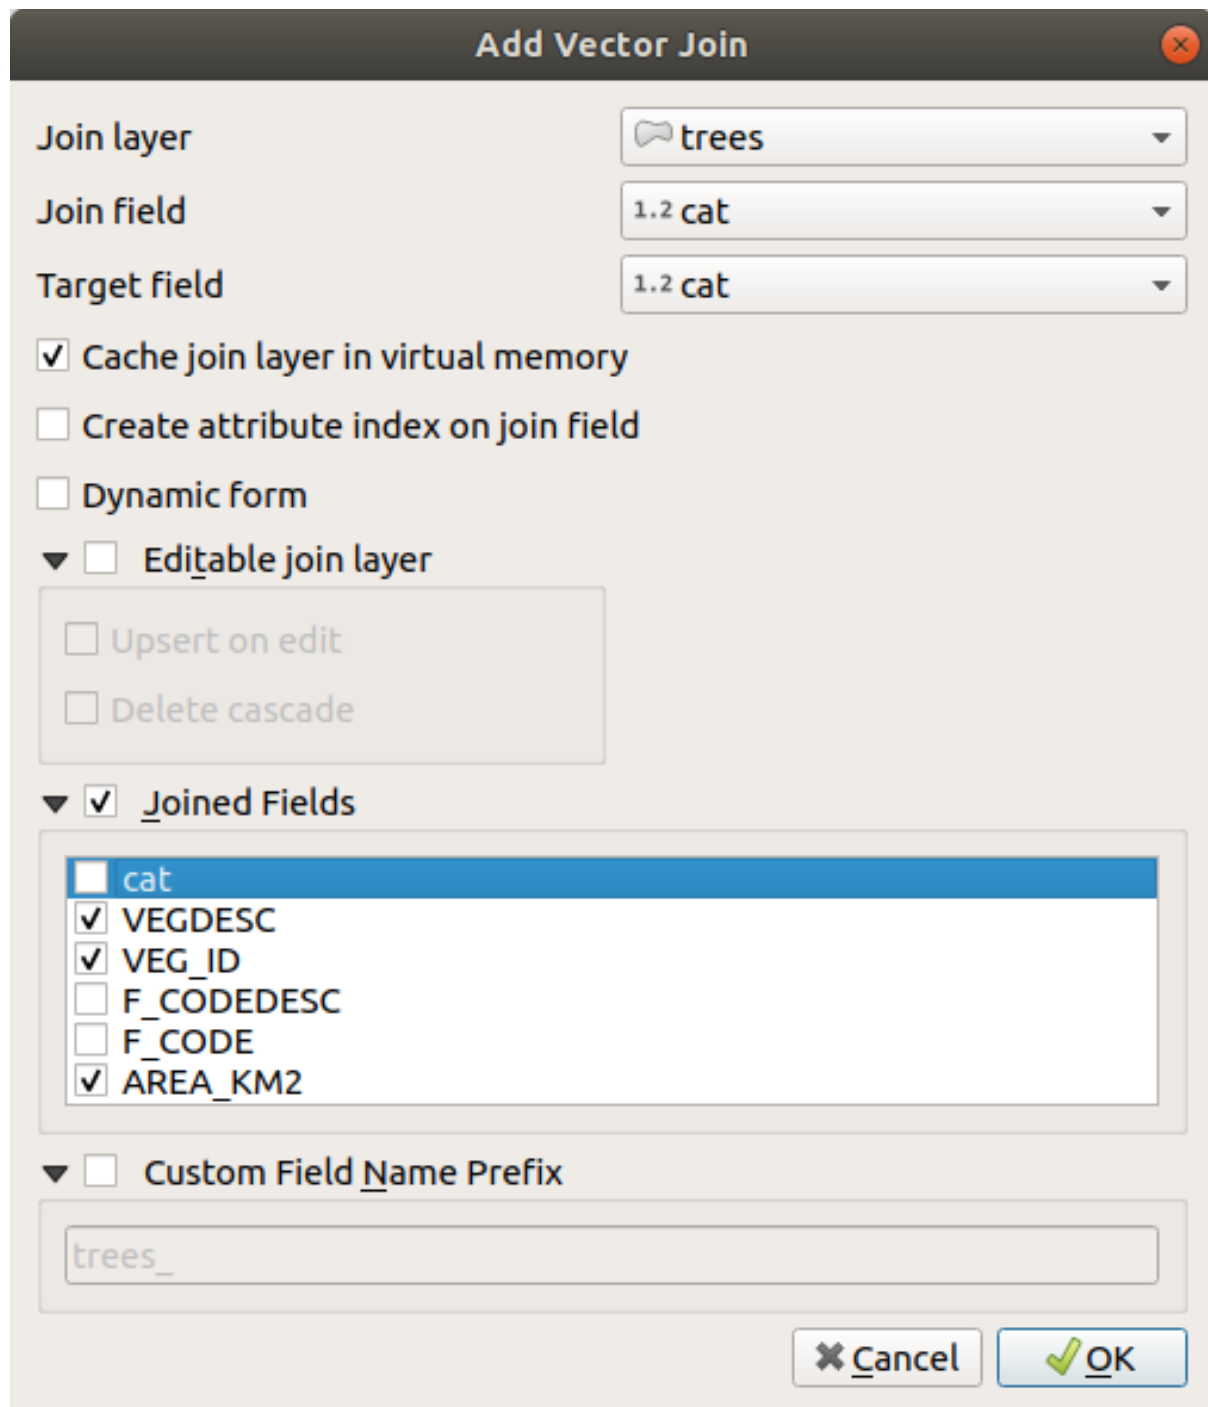 Add Vector Join
Join layer trees
Join field 1.2 cat
Target field 1.2 cat
Cache join layer in virtual memory
Create attribute index on join field
Dynamic form
Editable join layer
Upsert on edit
Delete cascade
Joined Fields
cat
VEGDESC
VEG_ID
F_CODEDESC
F_CODE
AREA_KM2
Custom Field Name Prefix
trees_
Cancel OK